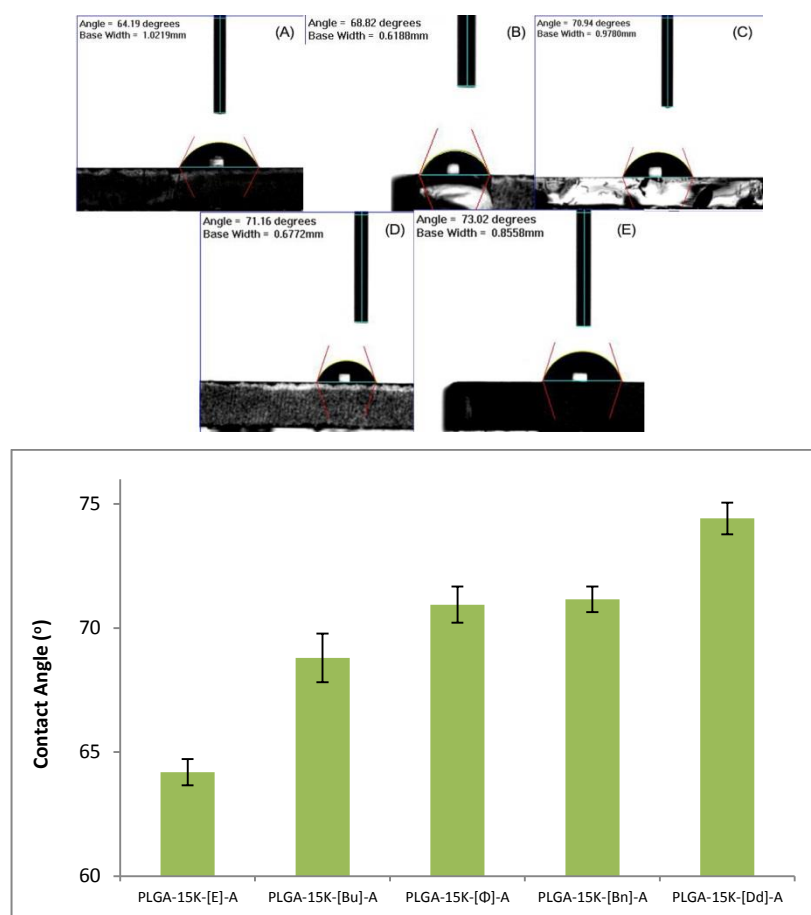 Angle = 64.19 degrees
Base Width = 1.0219mm
(A)
Angle = 68.82 degrees
Base Width = 0.6188mm
(B)
Angle = 70.94 degrees
Base Width = 0.9780mm
(C)
Angle = 71.16 degrees
Base Width = 0.6772mm
(D)
Angle = 73.02 degrees
Base Width = 0.8558mm
(E)
Contact Angle (º)
75
70
65
60
PLGA-15K-[E]-A
PLGA-15K-[Bu]-A
PLGA-15K-[Φ]-A
PLGA-15K-[Bn]-A
PLGA-15K-[Dd]-A